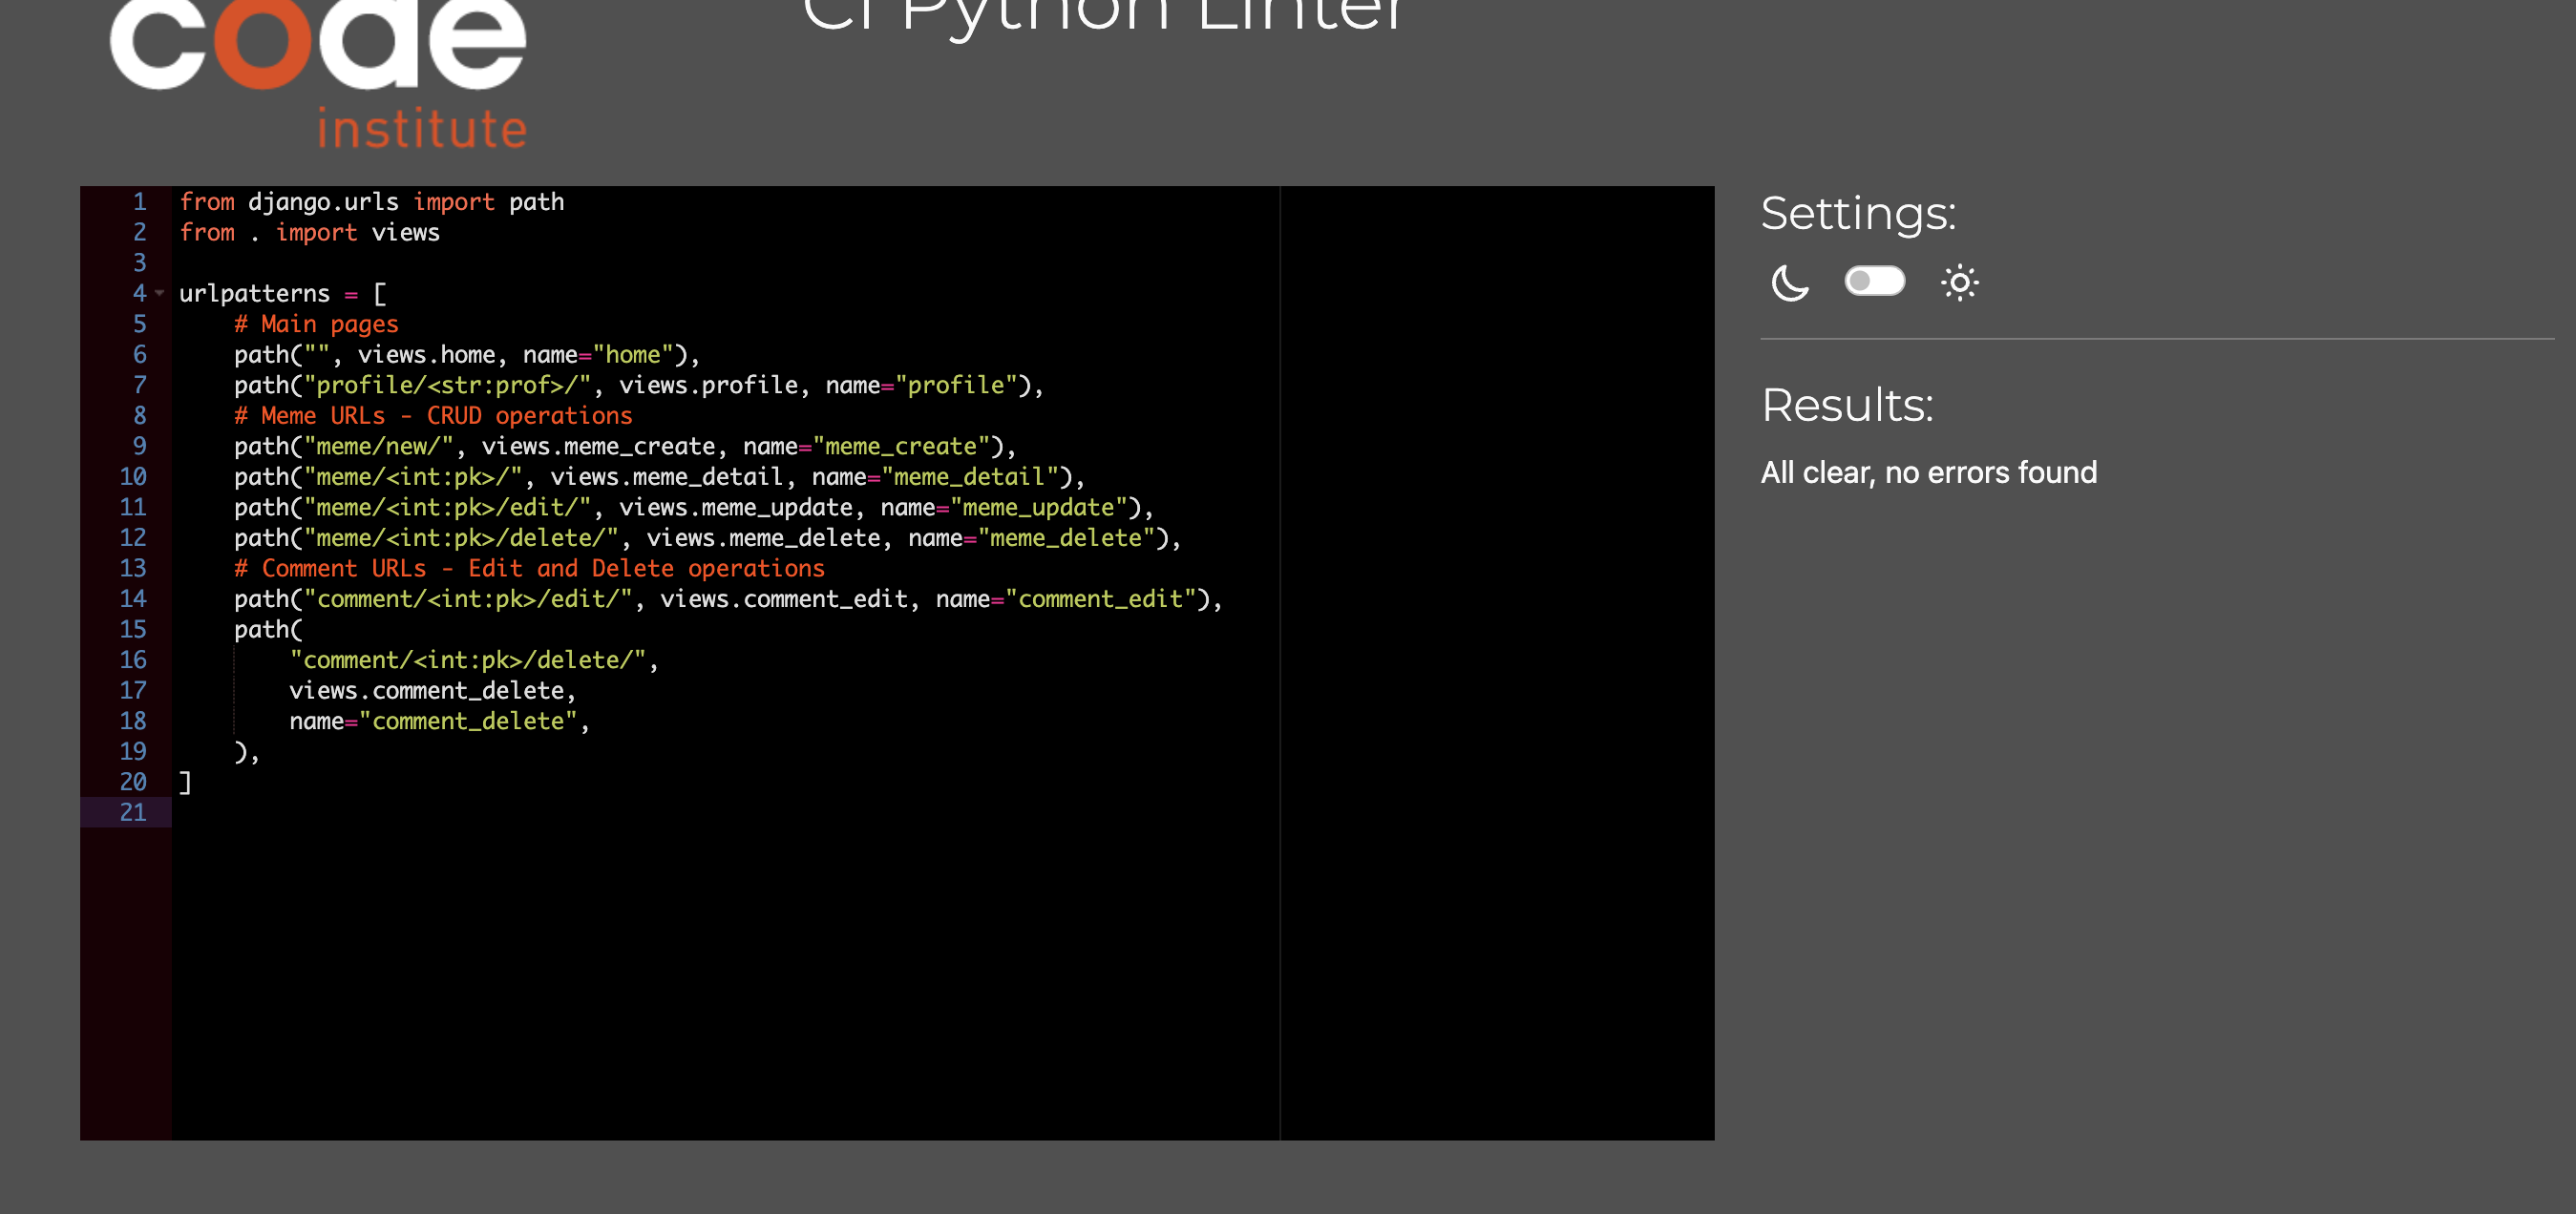 code
institute
CI Python Linter
1 from django.urls import path
2 from . import views
3
4 urlpatterns = [
5     # Main pages
6     path("", views.home, name="home"),
7     path("profile/<str:prof>/", views.profile, name="profile"),
8     # Meme URLs - CRUD operations
9     path("meme/new/", views.meme_create, name="meme_create"),
10     path("meme/<int:pk>/", views.meme_detail, name="meme_detail"),
11     path("meme/<int:pk>/edit/", views.meme_update, name="meme_update"),
12     path("meme/<int:pk>/delete/", views.meme_delete, name="meme_delete"),
13     # Comment URLs - Edit and Delete operations
14     path("comment/<int:pk>/edit/", views.comment_edit, name="comment_edit"),
15     path(
16         "comment/<int:pk>/delete/",
17         views.comment_delete,
18         name="comment_delete",
19     ),
20 ]
21
Settings:
Results:
All clear, no errors found